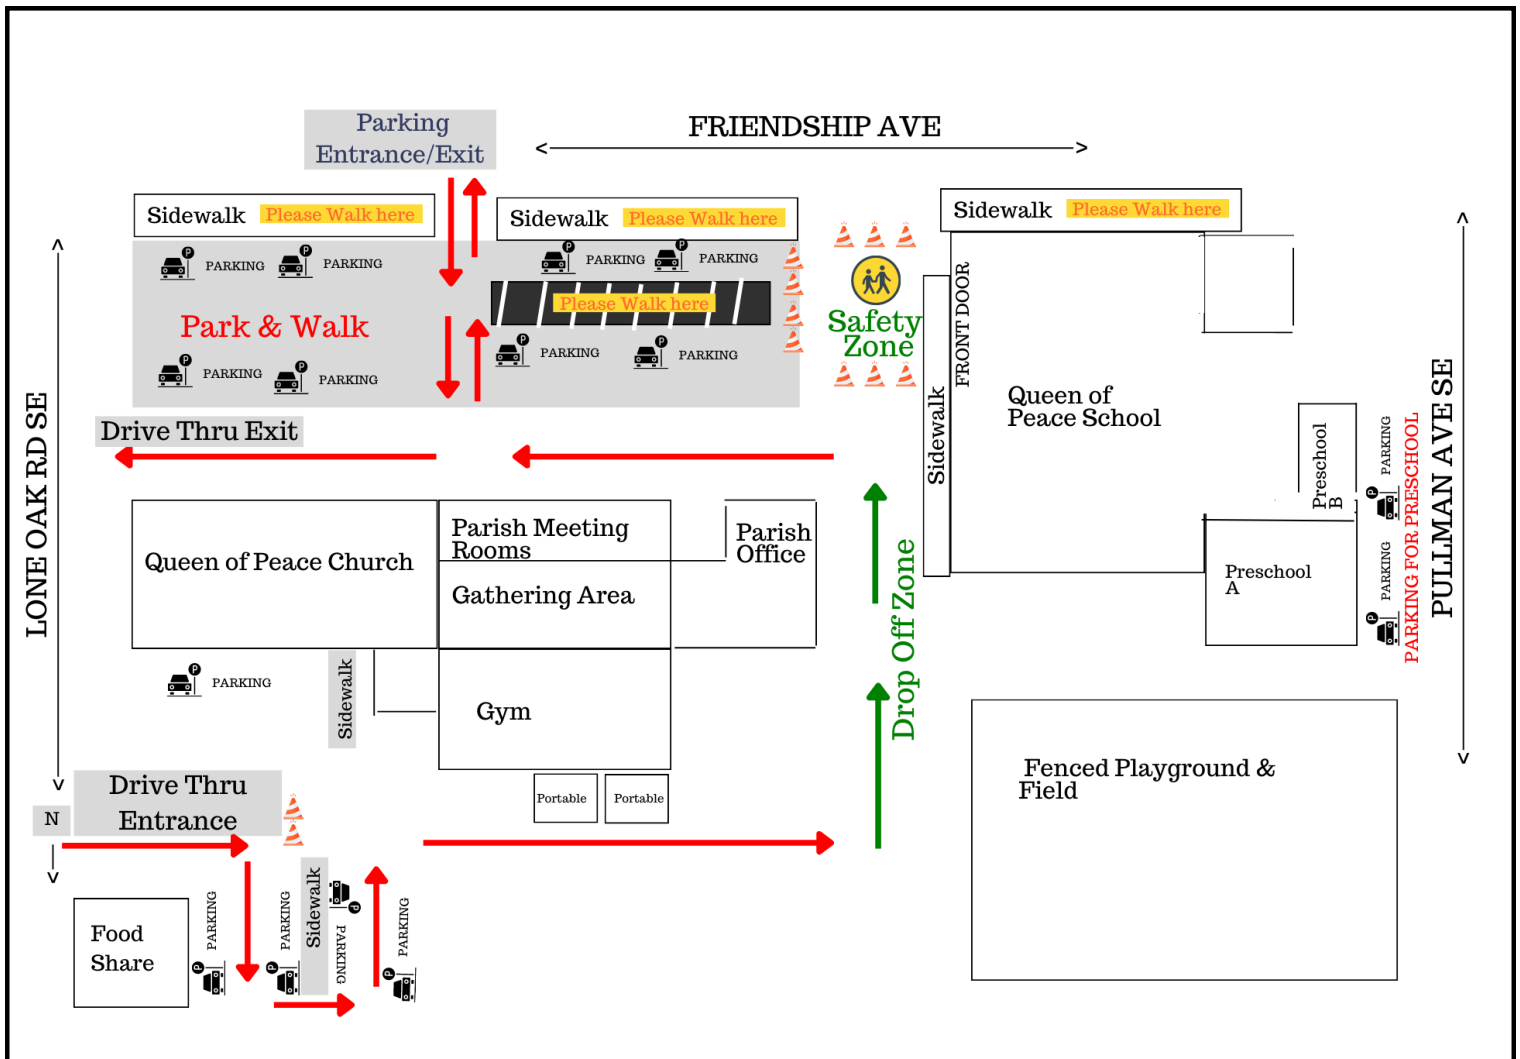 Parking
Entrance/Exit
FRIENDSHIP AVE
Sidewalk Please Walk here
Sidewalk Please Walk here
Sidewalk Please Walk here
P PARKING
P PARKING
P PARKING
P PARKING
Please Walk here
Park & Walk
Safety
Zone
FRONT DOOR
P PARKING
P PARKING
P PARKING
P PARKING
Sidewalk
Queen of
Peace School
LONE OAK RD SE
Drive Thru Exit
Preschool
B
P PARKING
P PARKING
PARKING FOR PRESCHOOL
PULLMAN AVE SE
Queen of Peace Church
Parish Meeting
Rooms
Parish
Office
Gathering Area
Preschool
A
Drop Off Zone
P PARKING
Sidewalk
Gym
Fenced Playground &
Field
Drive Thru
Entrance
N
Portable
Portable
Food
Share
P PARKING
P PARKING
Sidewalk
P PARKING
P PARKING